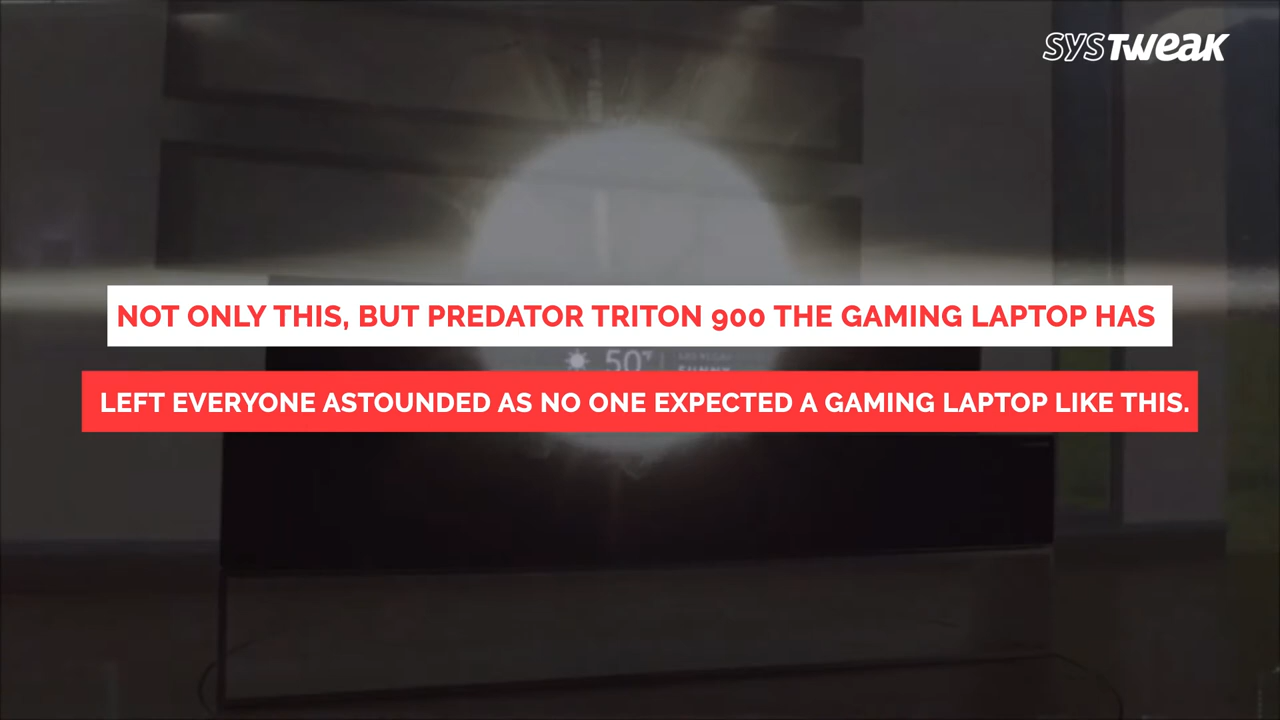 SYSTWEAK
NOT ONLY THIS, BUT PREDATOR TRITON 900 THE GAMING LAPTOP HAS
50°F
SUNNY
LEFT EVERYONE ASTOUNDED AS NO ONE EXPECTED A GAMING LAPTOP LIKE THIS.